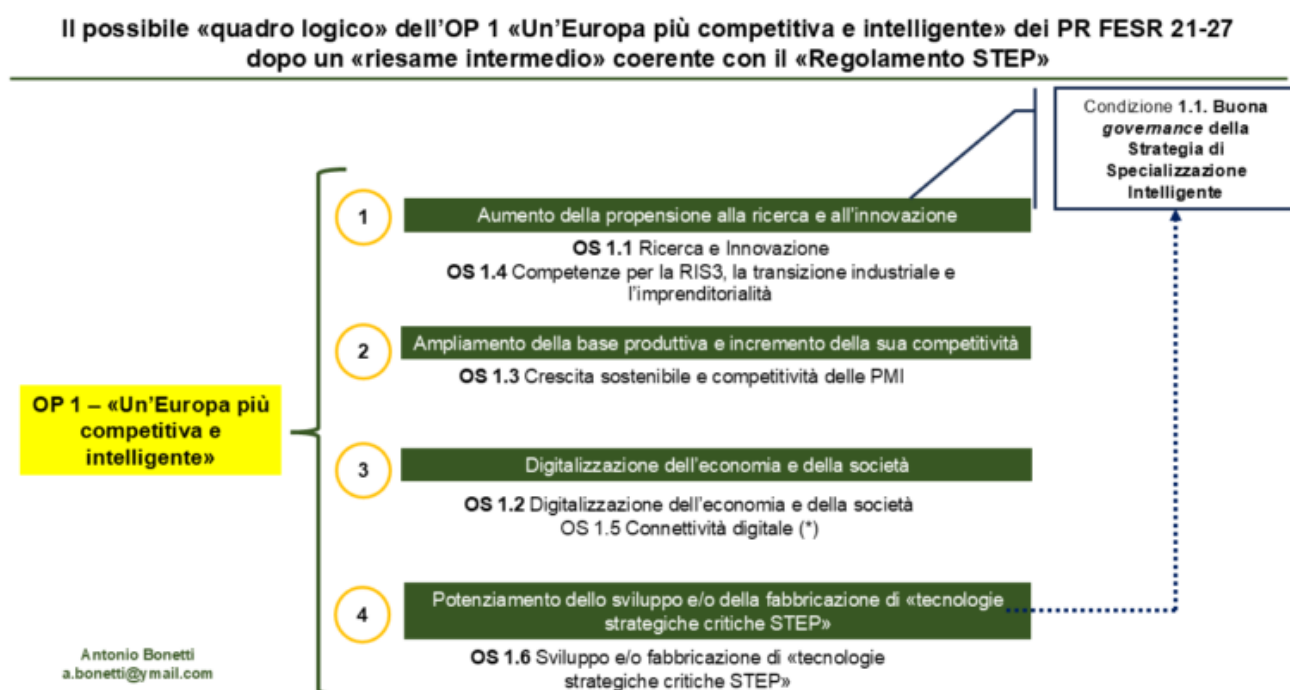 Il possibile «quadro logico» dell'OP 1 «Un'Europa più competitiva e intelligente» dei PR FESR 21-27
dopo un «riesame intermedio» coerente con il «Regolamento STEP»
Condizione 1.1. Buona
governance della
Strategia di
Specializzazione
Intelligente
1
Aumento della propensione alla ricerca e all'innovazione
OS 1.1 Ricerca e Innovazione
OS 1.4 Competenze per la RIS3, la transizione industriale e
l'imprenditorialità
2
Ampliamento della base produttiva e incremento della sua competitività
OS 1.3 Crescita sostenibile e competitività delle PMI
OP 1 – «Un'Europa più
competitiva e
intelligente»
3
Digitalizzazione dell'economia e della società
OS 1.2 Digitalizzazione dell'economia e della società
OS 1.5 Connettività digitale (*)
4
Potenziamento dello sviluppo e/o della fabbricazione di «tecnologie
strategiche critiche STEP»
OS 1.6 Sviluppo e/o fabbricazione di «tecnologie
strategiche critiche STEP»
Antonio Bonetti
a.bonetti@ymail.com